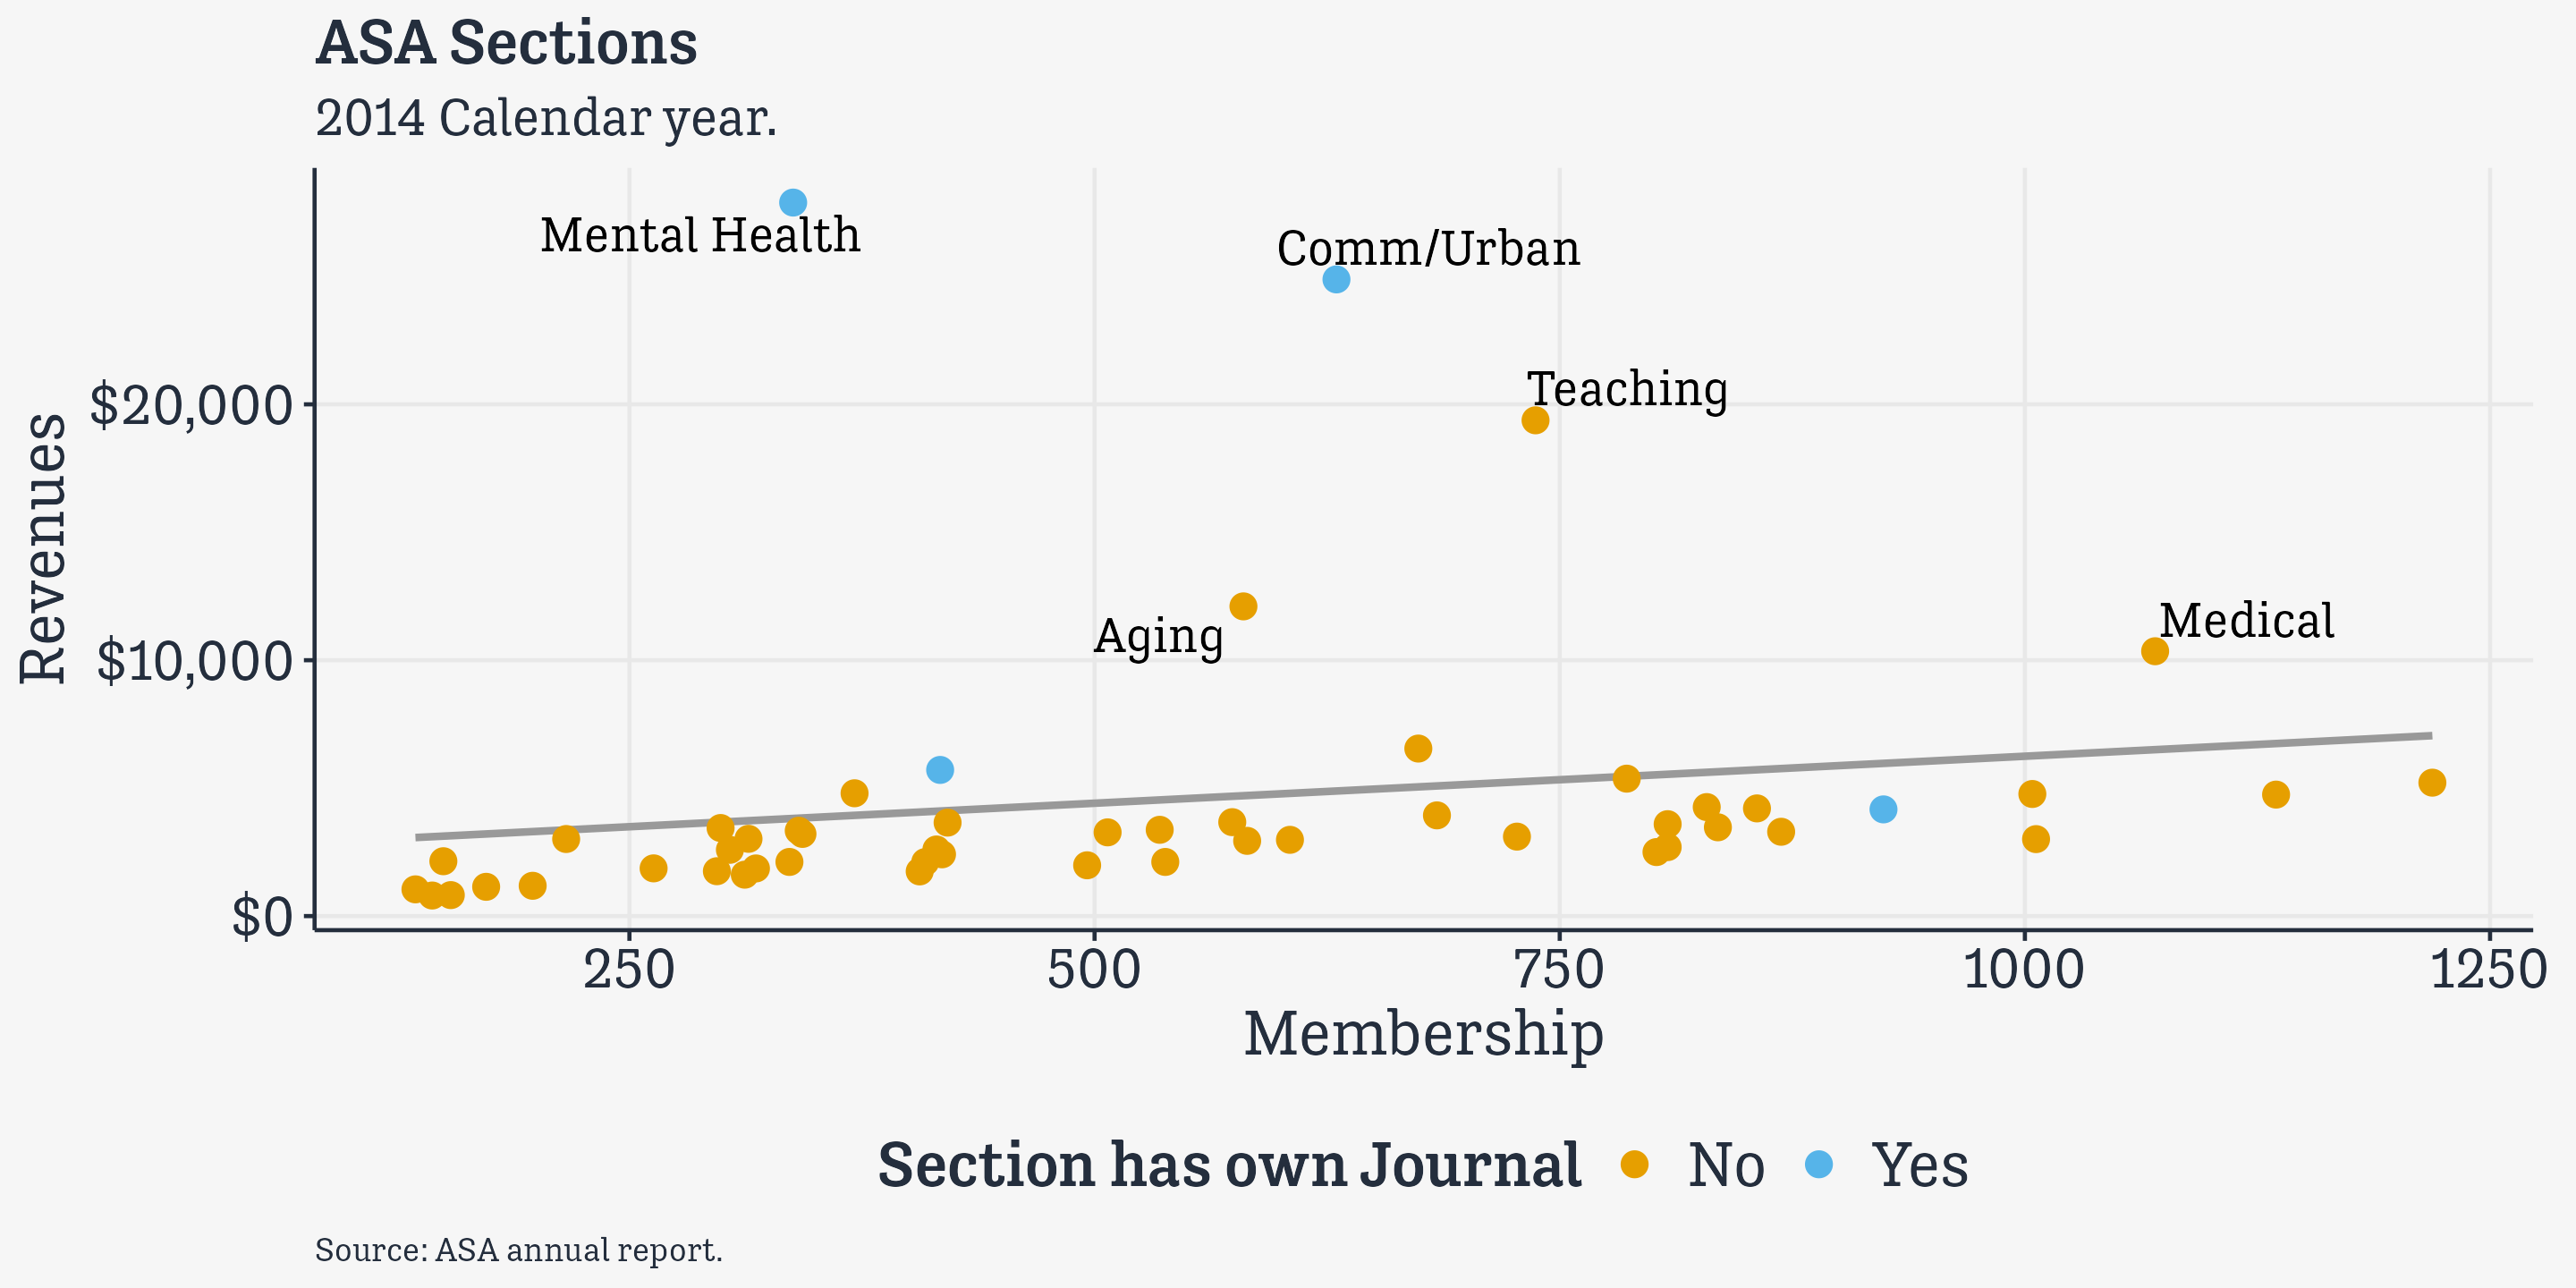 ASA Sections
2014 Calendar year.
Mental Health
Comm/Urban
Teaching
Aging
Medical
Revenues
$20,000
$10,000
$0
250 500 750 1000 1250
Membership
Section has own Journal No Yes
Source: ASA annual report.